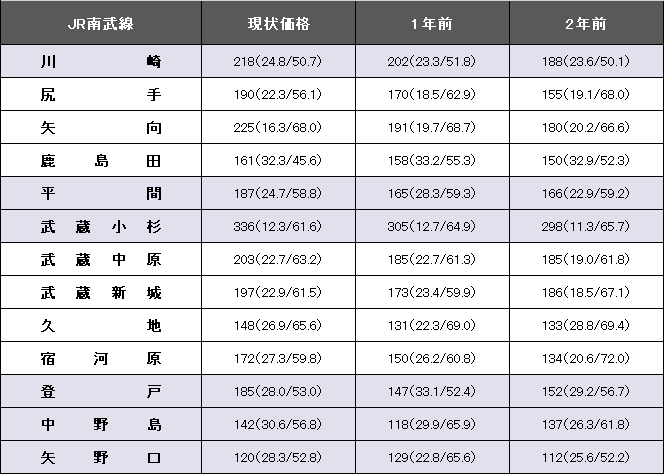 JR南武線 現状価格 1年前 2年前
川崎 218(24.8/50.7) 202(23.3/51.8) 188(23.6/50.1)
尻手 190(22.3/56.1) 170(18.5/62.9) 155(19.1/68.0)
矢向 225(16.3/68.0) 191(19.7/68.7) 180(20.2/66.6)
鹿島田 161(32.3/45.6) 158(33.2/55.3) 150(32.9/52.3)
平間 187(24.7/58.8) 165(28.3/59.3) 166(22.9/59.2)
武蔵小杉 336(12.3/61.6) 305(12.7/64.9) 298(11.3/65.7)
武蔵中原 203(22.7/63.2) 185(22.7/61.3) 185(19.0/61.8)
武蔵新城 197(22.9/61.5) 173(23.4/59.9) 186(18.5/67.1)
久地 148(26.9/65.6) 131(22.3/69.0) 133(28.8/69.4)
宿河原 172(27.3/59.8) 150(26.2/60.8) 134(20.6/72.0)
登戸 185(28.0/53.0) 147(33.1/52.4) 152(29.2/56.7)
中野島 142(30.6/56.8) 118(29.9/65.9) 137(26.3/61.8)
矢野口 120(28.3/52.8) 129(22.8/65.6) 112(25.6/52.2)